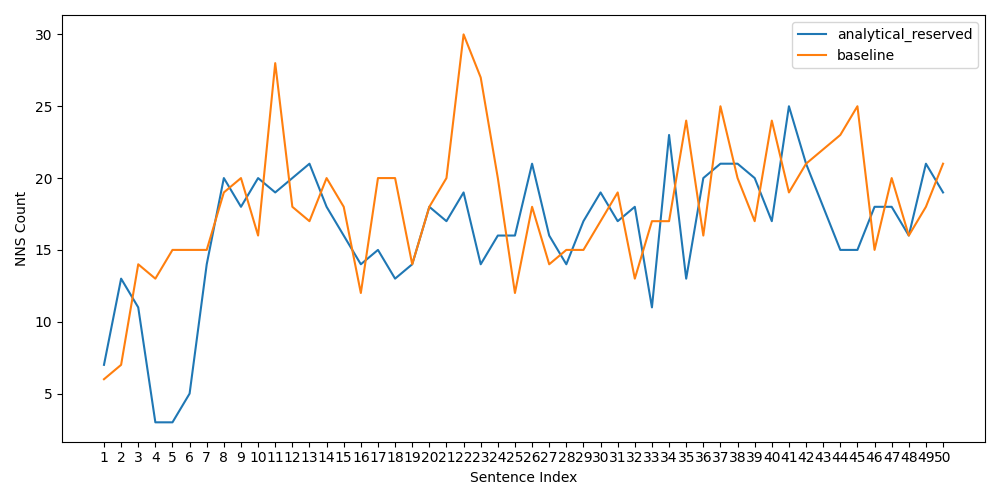 analytical_reserved
baseline
30
25
20
15
10
5
NNS Count
1 2 3 4 5 6 7 8 9 10 11 12 13 14 15 16 17 18 19 20 21 22 23 24 25 26 27 28 29 30 31 32 33 34 35 36 37 38 39 40 41 42 43 44 45 46 47 48 49 50
Sentence Index